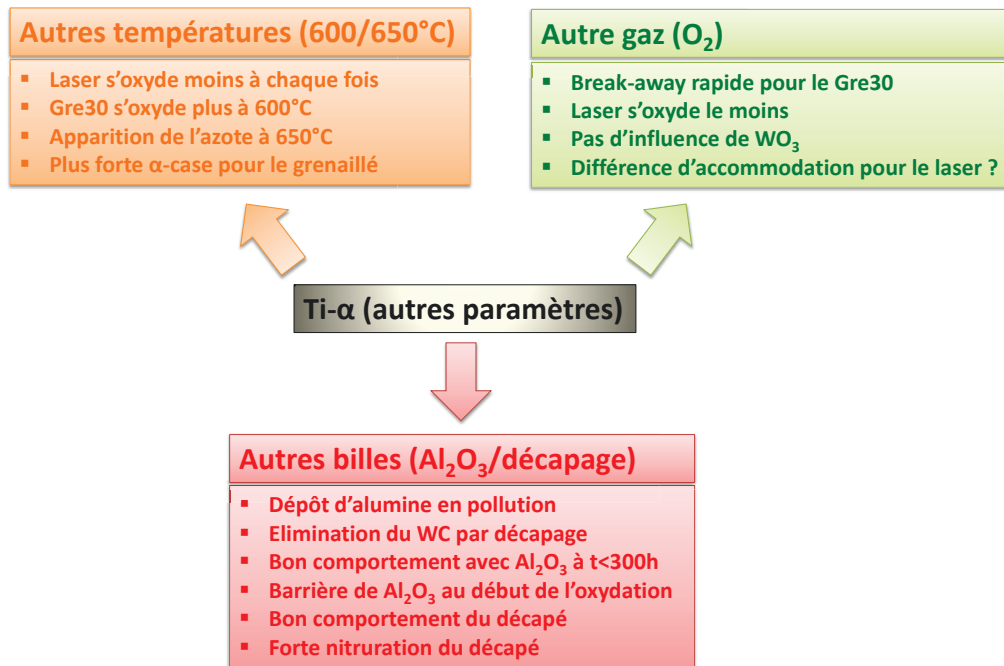 Autres températures (600/650°C)
▪ Laser s'oxyde moins à chaque fois
▪ Gre30 s'oxyde plus à 600°C
▪ Apparition de l'azote à 650°C
▪ Plus forte α-case pour le grenaillé
Autre gaz (O₂)
▪ Break-away rapide pour le Gre30
▪ Laser s'oxyde le moins
▪ Pas d'influence de WO₃
▪ Différence d'accommodation pour le laser ?
Ti-α (autres paramètres)
Autres billes (Al₂O₃/décapage)
▪ Dépôt d'alumine en pollution
▪ Elimination du WC par décapage
▪ Bon comportement avec Al₂O₃ à t<300h
▪ Barrière de Al₂O₃ au début de l'oxydation
▪ Bon comportement du décapé
▪ Forte nitruration du décapé